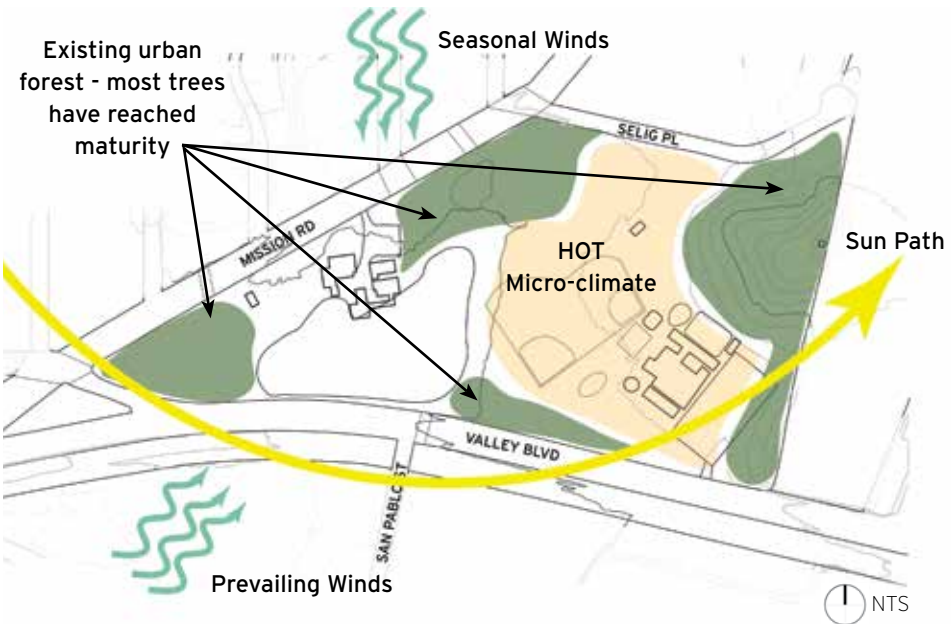 Existing urban
forest - most trees
have reached
maturity
Seasonal Winds
SELIG PL
MISSION RD
HOT
Micro-climate
Sun Path
VALLEY BLVD
SAN PABLO ST
Prevailing Winds
NTS